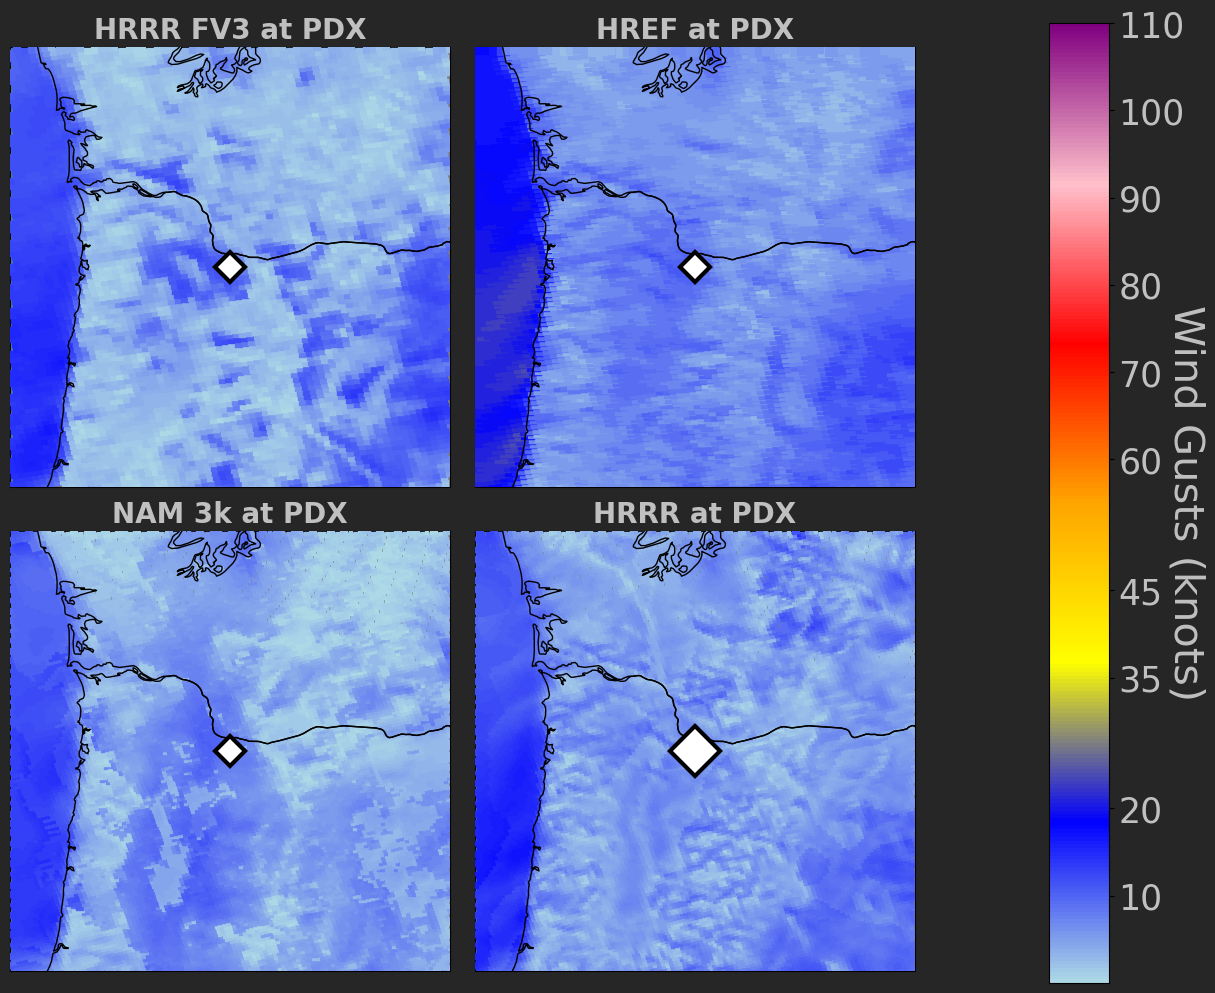 HRRR FV3 at PDX
HREF at PDX
NAM 3k at PDX
HRRR at PDX
110
100
90
80
70
60
45
35
20
10
Wind Gusts (knots)